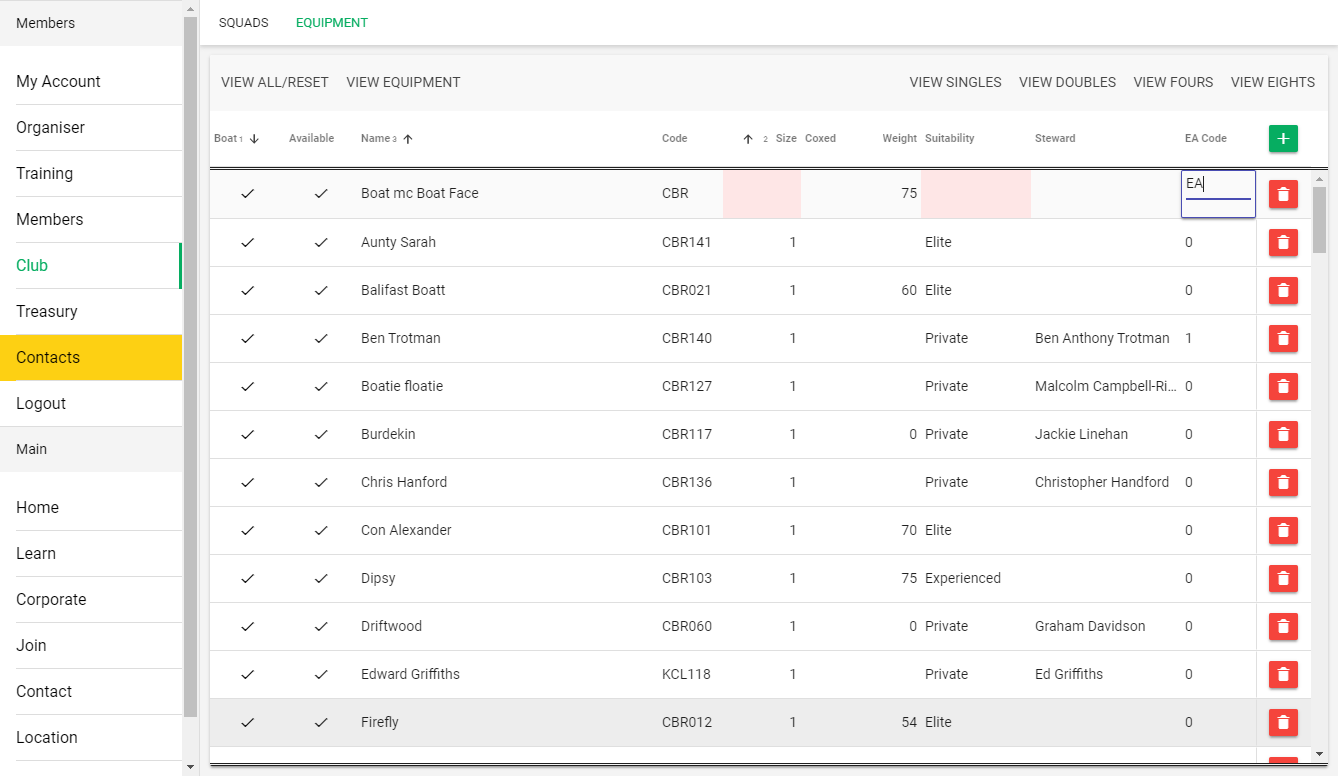 Members
My Account
Organiser
Training
Members
Club
Treasury
Contacts
Logout
Main
Home
Learn
Corporate
Join
Contact
Location
SQUADS EQUIPMENT
VIEW ALL/RESET VIEW EQUIPMENT VIEW SINGLES VIEW DOUBLES VIEW FOURS VIEW EIGHTS
Boat 1 Available Name 3 Code 2 Size Coxed Weight Suitability Steward EA Code
Boat mc Boat Face CBR 75 EA
Aunty Sarah CBR141 1 Elite 0
Balifast Boatt CBR021 1 60 Elite 0
Ben Trotman CBR140 1 Private Ben Anthony Trotman 1
Boatie floatie CBR127 1 Private Malcolm Campbell-Ri... 0
Burdekin CBR117 1 0 Private Jackie Linehan 0
Chris Hanford CBR136 1 Private Christopher Handford 0
Con Alexander CBR101 1 70 Elite 0
Dipsy CBR103 1 75 Experienced 0
Driftwood CBR060 1 0 Private Graham Davidson 0
Edward Griffiths KCL118 1 Private Ed Griffiths 0
Firefly CBR012 1 54 Elite 0